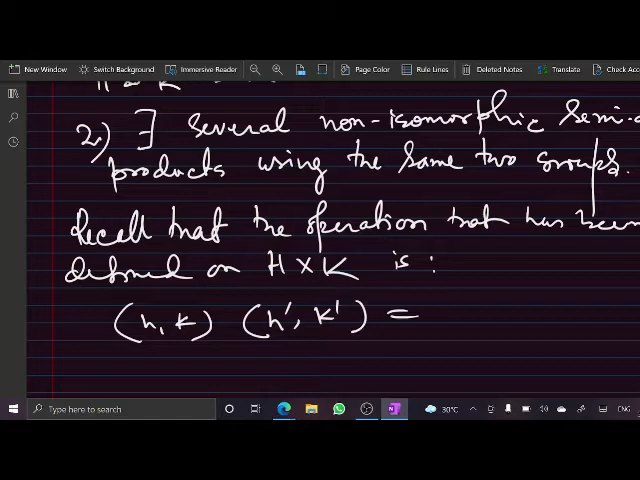 New Window Switch Background Immersive Reader Page Color Rule Lines Deleted Notes Translate Check Acce
2) ∃ several non-isomorphic semi-
products using the same two groups.
Recall that the operation that has been
defined on H × K is :
(h, k) (h', k') =
Type here to search 30°C ENG